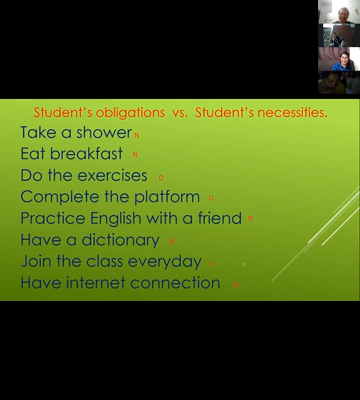 Student's obligations vs. Student's necessities.
Take a shower N
Eat breakfast N
Do the exercises O
Complete the platform O
Practice English with a friend N
Have a dictionary
Join the class everyday
Have internet connection